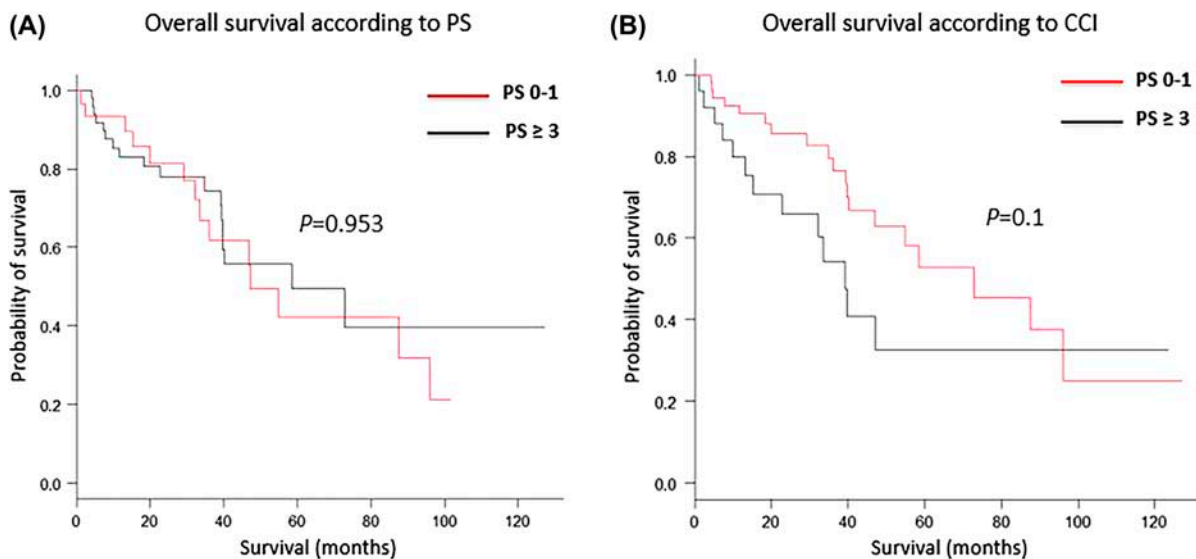 (A)
Overall survival according to PS
PS 0-1
PS ≥ 3
P=0.953
Probability of survival
1.0
0.8
0.6
0.4
0.2
0.0
0 20 40 60 80 100 120
Survival (months)
(B)
Overall survival according to CCI
PS 0-1
PS ≥ 3
P=0.1
Probability of survival
1.0
0.8
0.6
0.4
0.2
0.0
0 20 40 60 80 100 120
Survival (months)